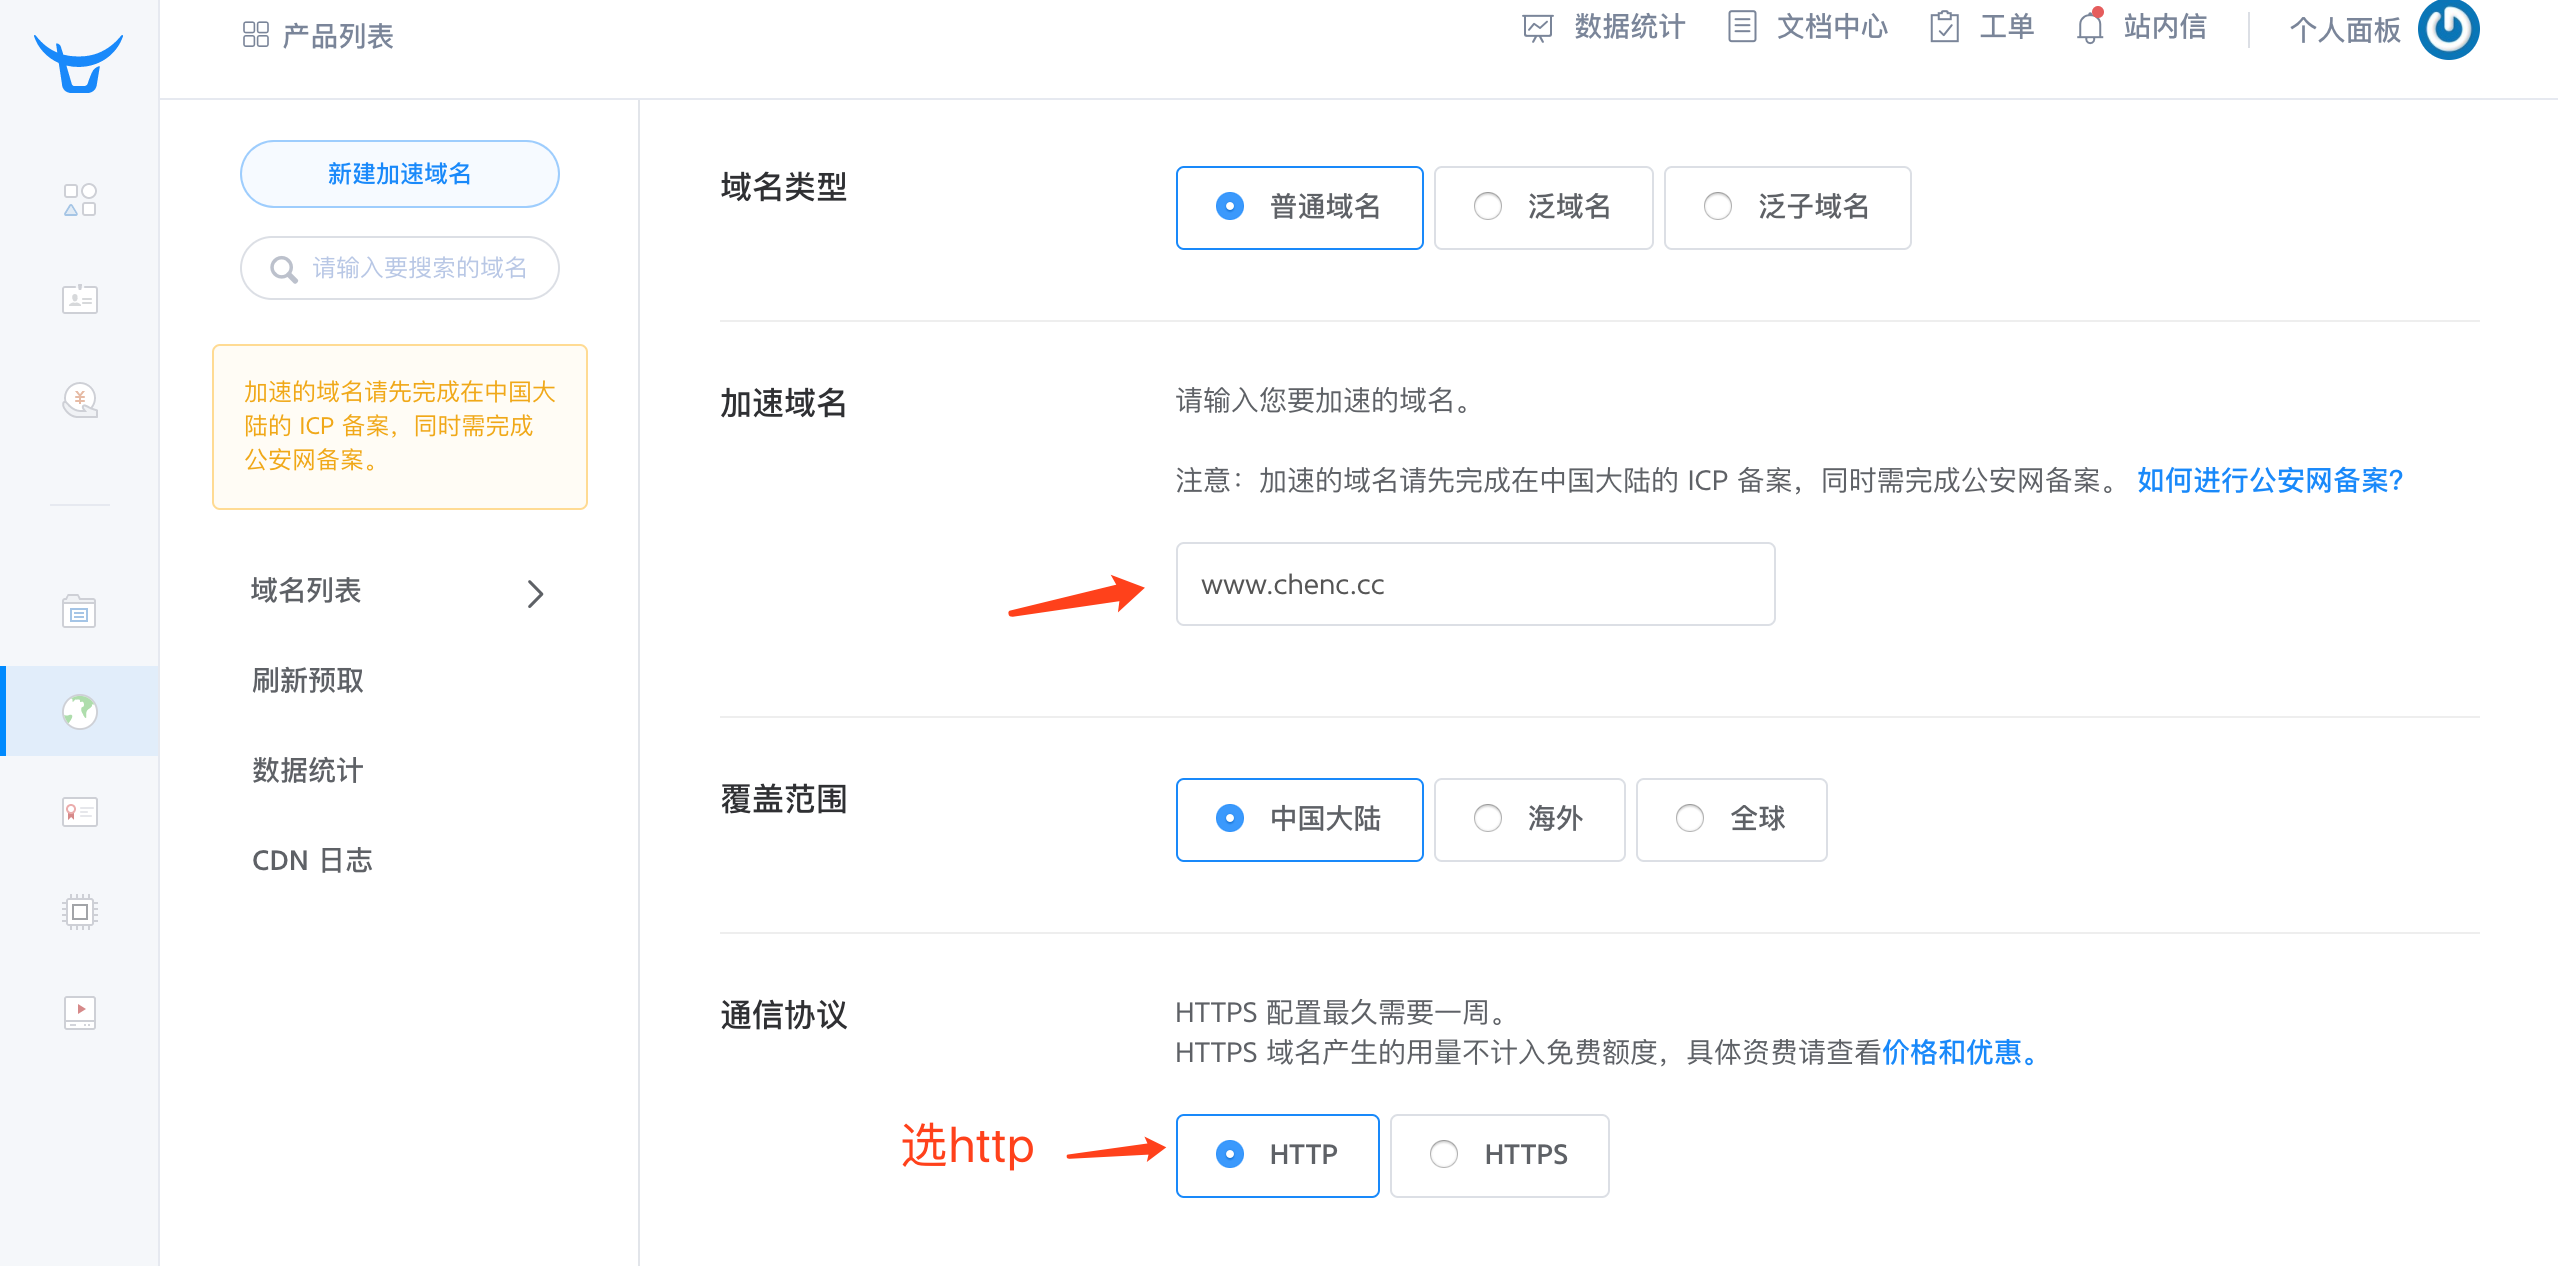 产品列表
数据统计
文档中心
工单
站内信
个人面板
新建加速域名
请输入要搜索的域名
加速的域名请先完成在中国大
陆的 ICP 备案，同时需完成
公安网备案。
域名列表
刷新预取
数据统计
CDN 日志
域名类型
普通域名
泛域名
泛子域名
加速域名
请输入您要加速的域名。
注意：加速的域名请先完成在中国大陆的 ICP 备案，同时需完成公安网备案。 如何进行公安网备案?
www.chenc.cc
覆盖范围
中国大陆
海外
全球
通信协议
HTTPS 配置最久需要一周。
HTTPS 域名产生的用量不计入免费额度，具体资费请查看价格和优惠。
选http
HTTP
HTTPS